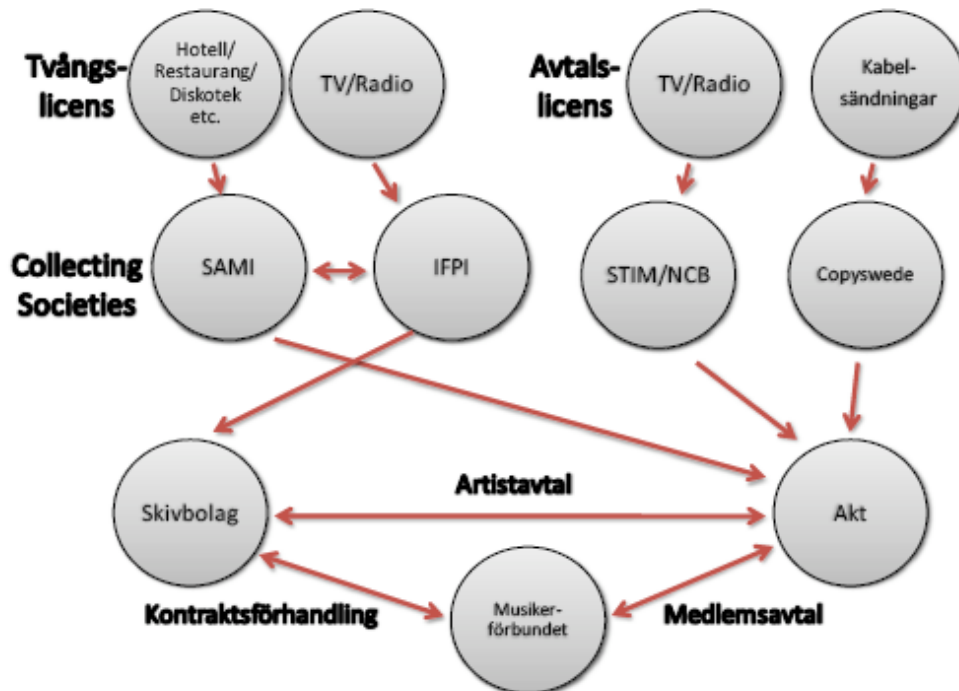 Tvångs-
licens
Hotell/
Restaurang/
Diskotek
etc.
TV/Radio
Avtals-
licens
TV/Radio
Kabel-
sändningar
Collecting
Societies
SAMI
IFPI
STIM/NCB
Copyswede
Skivbolag
Artistavtal
Akt
Kontraktsförhandling
Musiker-
förbundet
Medlemsavtal